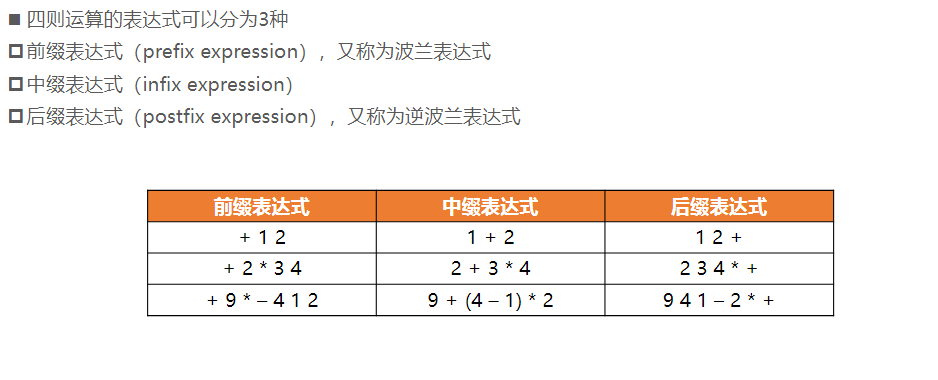 ■ 四则运算的表达式可以分为3种
❑ 前缀表达式（prefix expression），又称为波兰表达式
❑ 中缀表达式（infix expression）
❑ 后缀表达式（postfix expression），又称为逆波兰表达式
前缀表达式 中缀表达式 后缀表达式
+ 1 2 1 + 2 1 2 +
+ 2 * 3 4 2 + 3 * 4 2 3 4 * +
+ 9 * – 4 1 2 9 + (4 – 1) * 2 9 4 1 – 2 * +